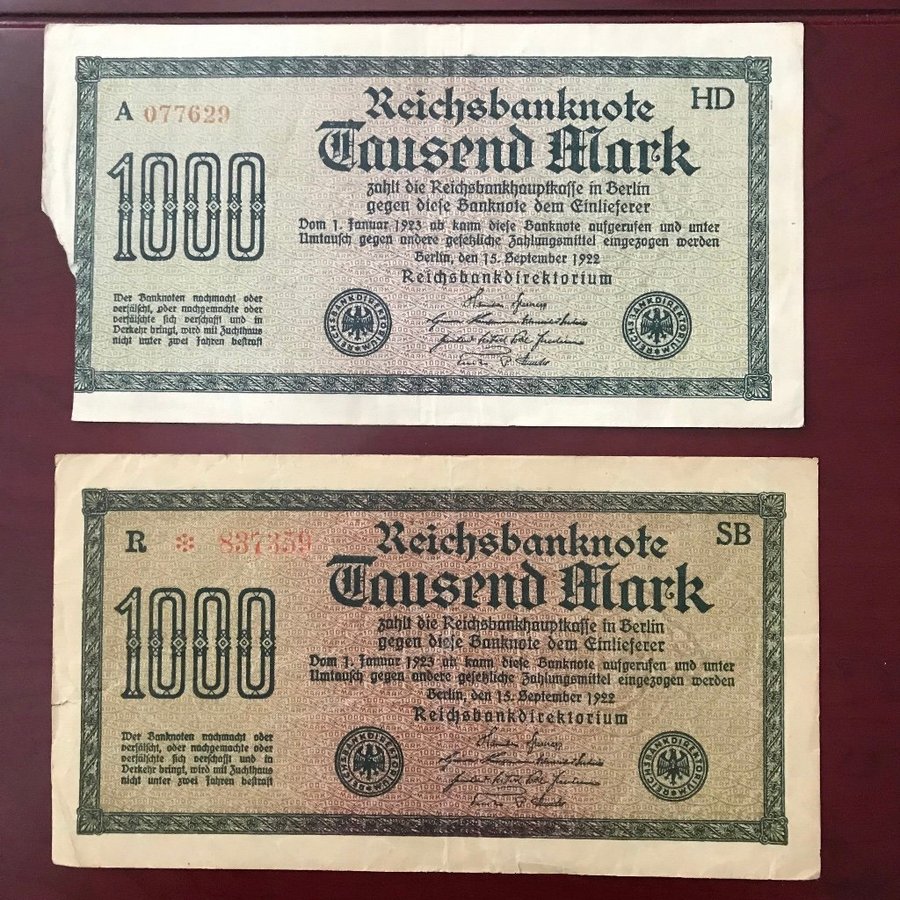 A 077629
HD
Reichsbanknote
Tausend Mark
1000
zahlt die Reichsbankhauptkasse in Berlin
gegen diese Banknote dem Einlieferer
Vom 1. Januar 1923 ab kann diese Banknote aufgerufen und unter
Umtausch gegen andere gesetzliche Zahlungsmittel eingezogen werden
Berlin, den 15. September 1922
Reichsbankdirektorium
Wer Banknoten nachmacht oder
verfälscht, oder nachgemachte oder
verfälschte sich verschafft und in
Verkehr bringt, wird mit Zuchthaus
nicht unter zwei Jahren bestraft
REICHSBANKDIREKTORIUM
REICHSBANKDIREKTORIUM
R * 837359
SB
Reichsbanknote
Tausend Mark
1000
zahlt die Reichsbankhauptkasse in Berlin
gegen diese Banknote dem Einlieferer
Vom 1. Januar 1923 ab kann diese Banknote aufgerufen und unter
Umtausch gegen andere gesetzliche Zahlungsmittel eingezogen werden
Berlin, den 15. September 1922
Reichsbankdirektorium
Wer Banknoten nachmacht oder
verfälscht, oder nachgemachte oder
verfälschte sich verschafft und in
Verkehr bringt, wird mit Zuchthaus
nicht unter zwei Jahren bestraft
REICHSBANKDIREKTORIUM
REICHSBANKDIREKTORIUM